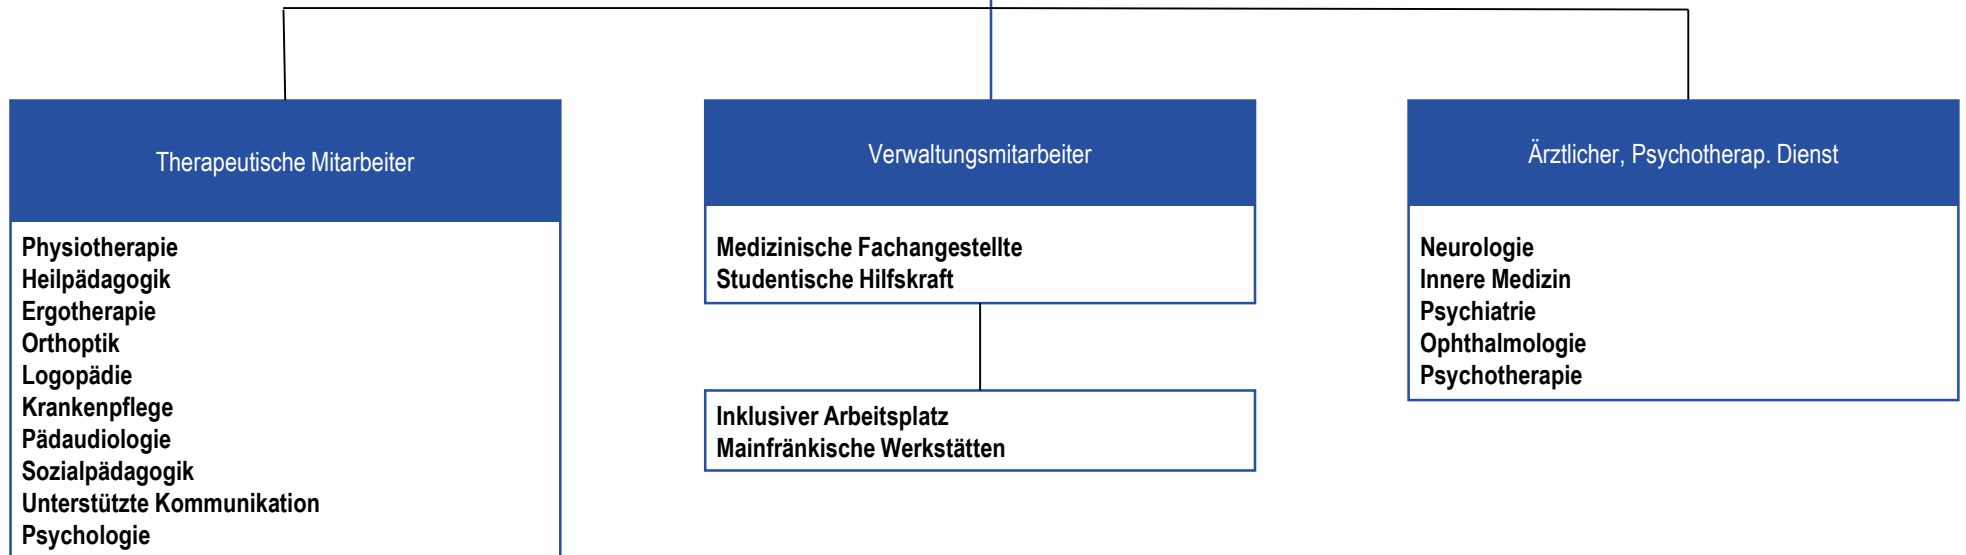 Therapeutische Mitarbeiter
Physiotherapie
Heilpädagogik
Ergotherapie
Orthoptik
Logopädie
Krankenpflege
Pädaudiologie
Sozialpädagogik
Unterstützte Kommunikation
Psychologie
Verwaltungsmitarbeiter
Medizinische Fachangestellte
Studentische Hilfskraft
Inklusiver Arbeitsplatz
Mainfränkische Werkstätten
Ärztlicher, Psychotherap. Dienst
Neurologie
Innere Medizin
Psychiatrie
Ophthalmologie
Psychotherapie